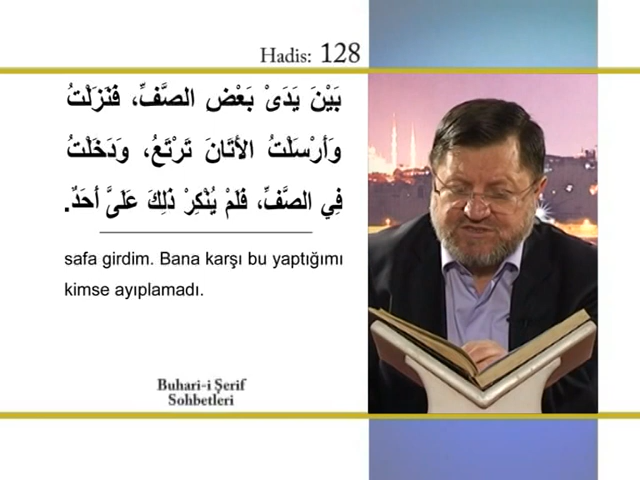 Hadis: 128
بَيْنَ يَدَىْ بَعْضِ الصَّفِّ، فَنَزَلْتُ
وَأَرْسَلْتُ الأَتَانَ تَرْتَعُ، وَدَخَلْتُ
فِي الصَّفِّ، فَلَمْ يُنْكِرْ ذَلِكَ عَلَىَّ أَحَدٌ.
safa girdim. Bana karşı bu yaptığımı
kimse ayıplamadı.
Buhari-i Şerif
Sohbetleri